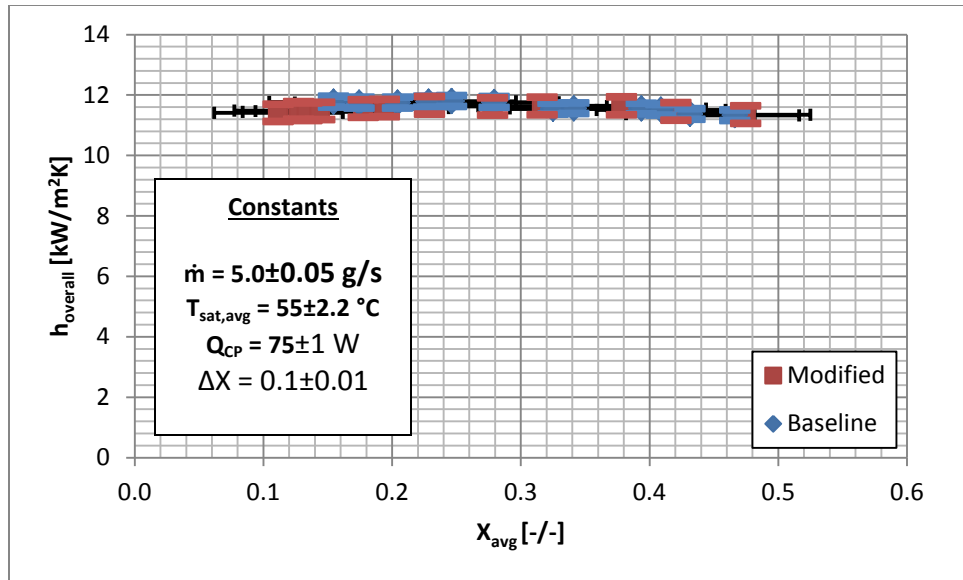 14
12
10
8
6
4
2
0
h_overall [kW/m²K]
Constants
ṁ = 5.0±0.05 g/s
T_sat,avg = 55±2.2 °C
Q_CP = 75±1 W
ΔX = 0.1±0.01
Modified
Baseline
0.0 0.1 0.2 0.3 0.4 0.5 0.6
X_avg [-/-]